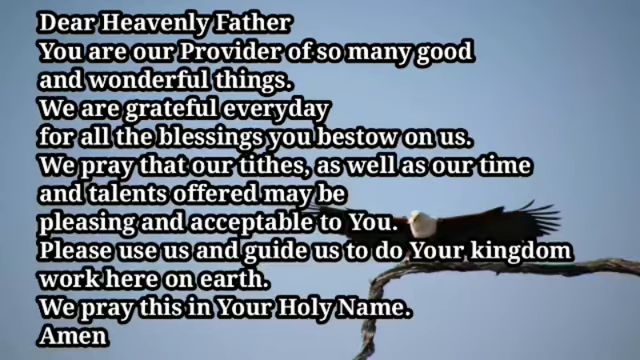 Dear Heavenly Father
You are our Provider of so many good
and wonderful things.
We are grateful everyday
for all the blessings you bestow on us.
We pray that our tithes, as well as our time
and talents offered may be
pleasing and acceptable to You.
Please use us and guide us to do Your kingdom
work here on earth.
We pray this in Your Holy Name.
Amen